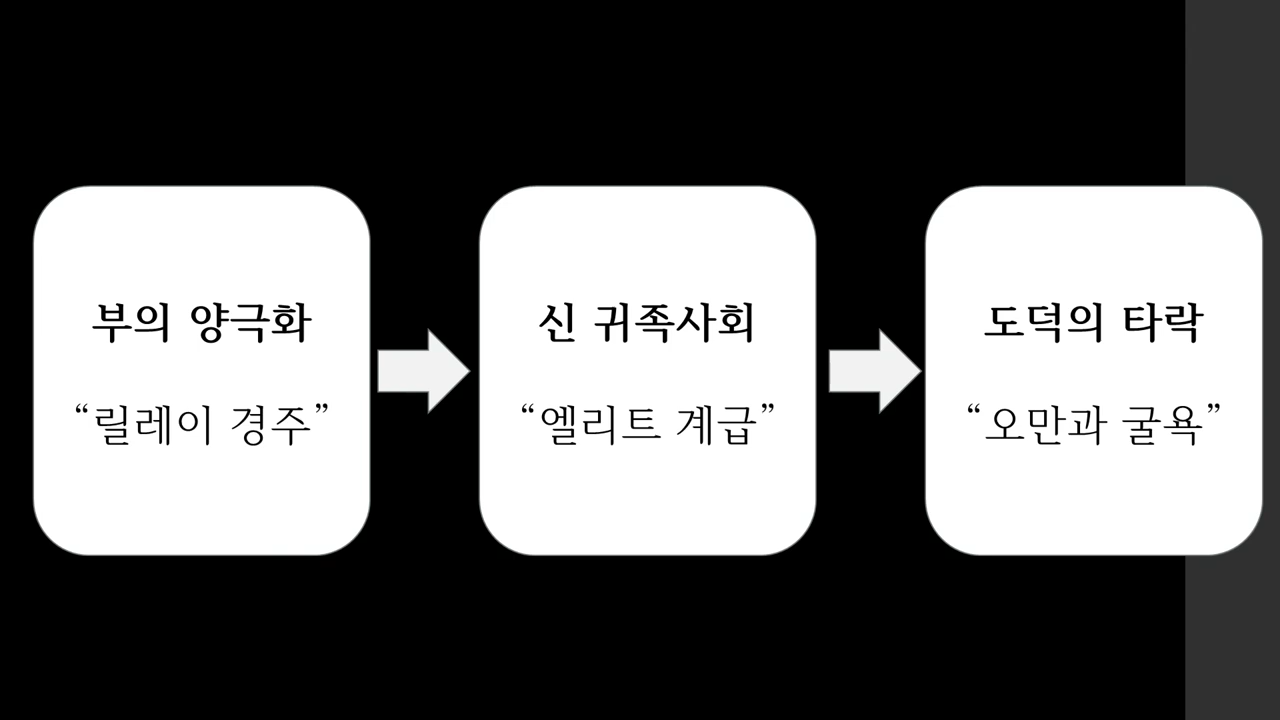 부의 양극화
“릴레이 경주”
신 귀족사회
“엘리트 계급”
도덕의 타락
“오만과 굴욕”